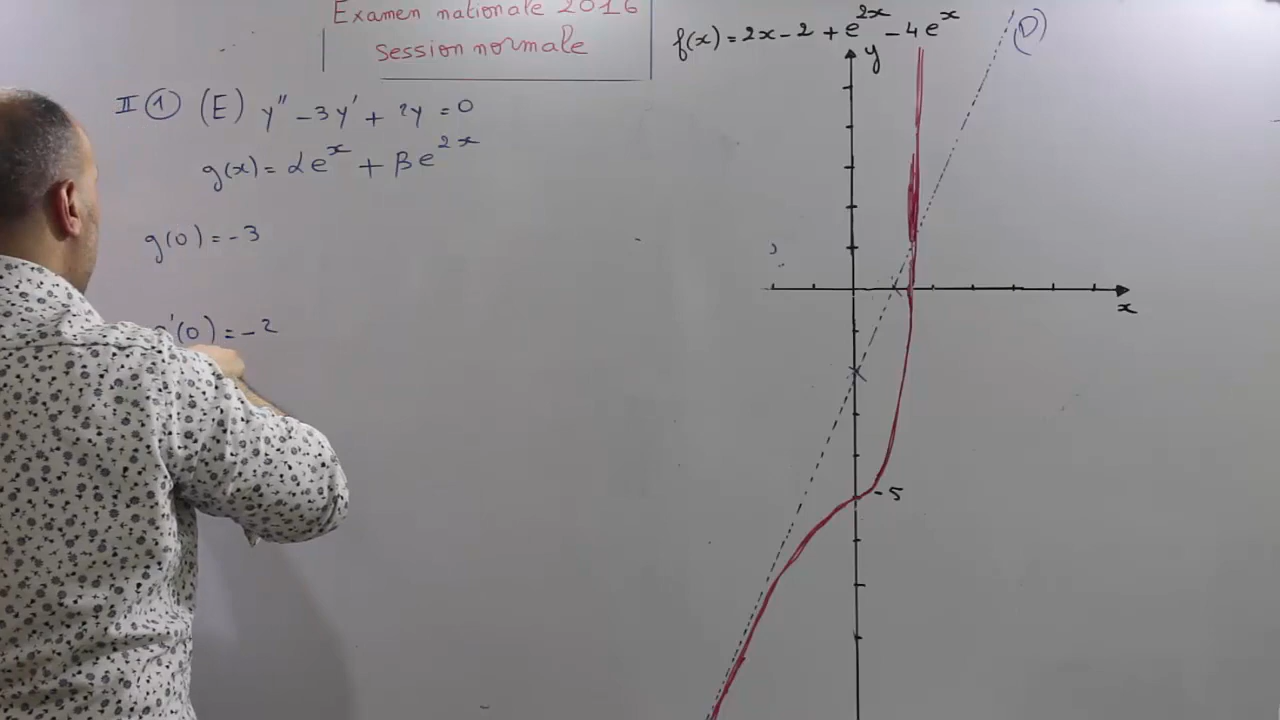 Examen nationale 2016
session normale
II ① (E) y″ - 3y′ + 2y = 0
g(x) = αe^x + βe^{2x}
g(0) = -3
′(0) = -2
f(x) = 2x - 2 + e^{2x} - 4e^x
y
(D)
x
-5